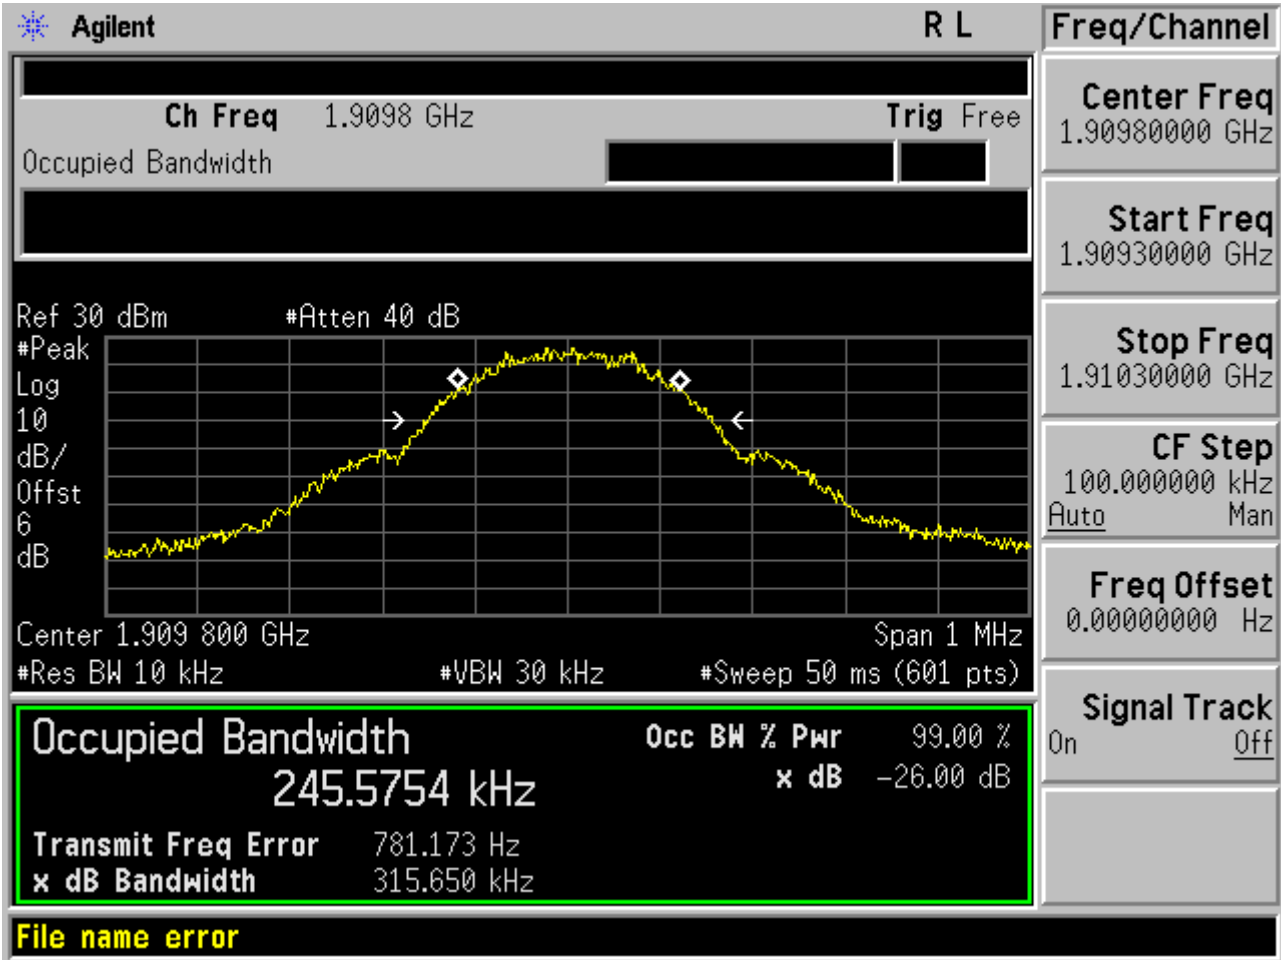 Agilent R L Freq/Channel
Ch Freq 1.9098 GHz Trig Free
Occupied Bandwidth
Center Freq
1.90980000 GHz
Start Freq
1.90930000 GHz
Stop Freq
1.91030000 GHz
CF Step
100.000000 kHz
Auto Man
Freq Offset
0.00000000 Hz
Signal Track
On Off
Ref 30 dBm #Atten 40 dB
#Peak
Log
10
dB/
Offst
6
dB
Center 1.909 800 GHz Span 1 MHz
#Res BW 10 kHz #VBW 30 kHz #Sweep 50 ms (601 pts)
Occupied Bandwidth Occ BW % Pwr 99.00 %
245.5754 kHz x dB -26.00 dB
Transmit Freq Error 781.173 Hz
x dB Bandwidth 315.650 kHz
File name error